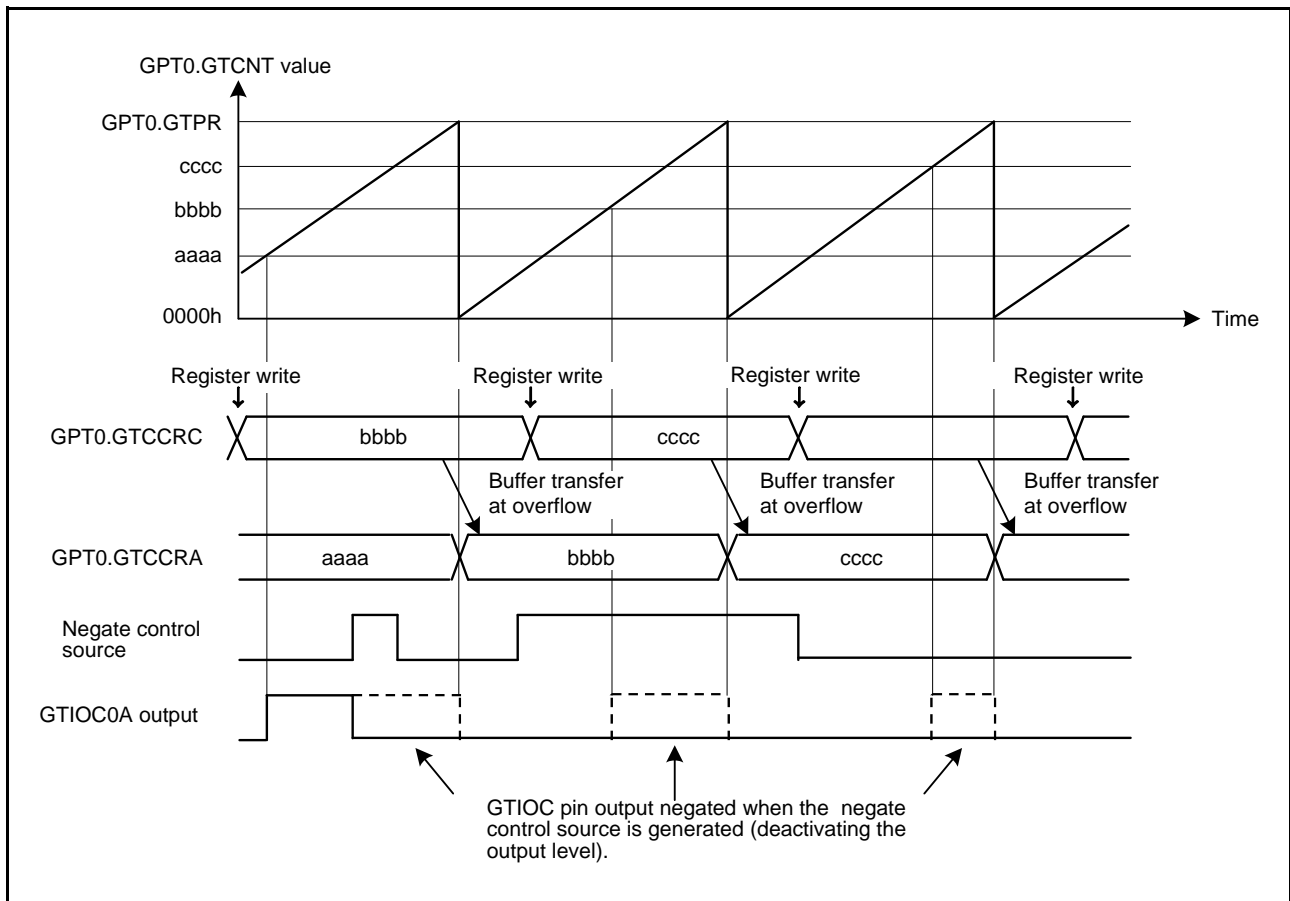 GPT0.GTCNT value
GPT0.GTPR
cccc
bbbb
aaaa
0000h
Time
Register write
Register write
Register write
Register write
GPT0.GTCCRC
bbbb
cccc
Buffer transfer
at overflow
Buffer transfer
at overflow
Buffer transfer
at overflow
GPT0.GTCCRA
aaaa
bbbb
cccc
Negate control
source
GTIOC0A output
GTIOC pin output negated when the negate
control source is generated (deactivating the
output level).